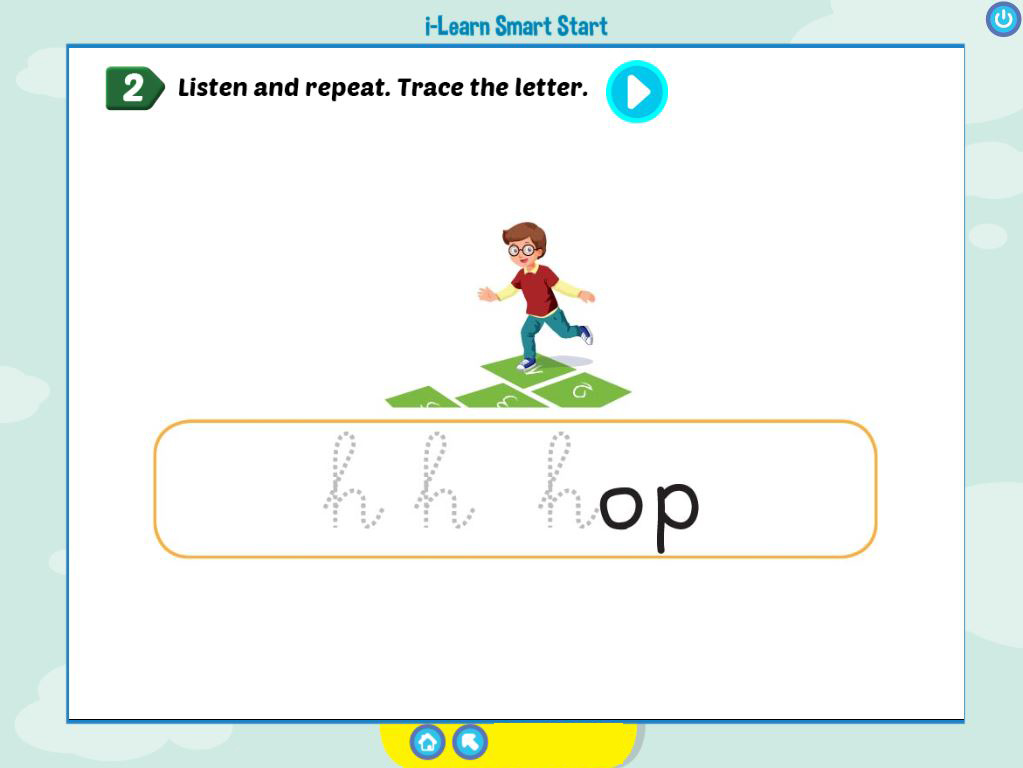 i-Learn Smart Start
2 Listen and repeat. Trace the letter.
h h hop